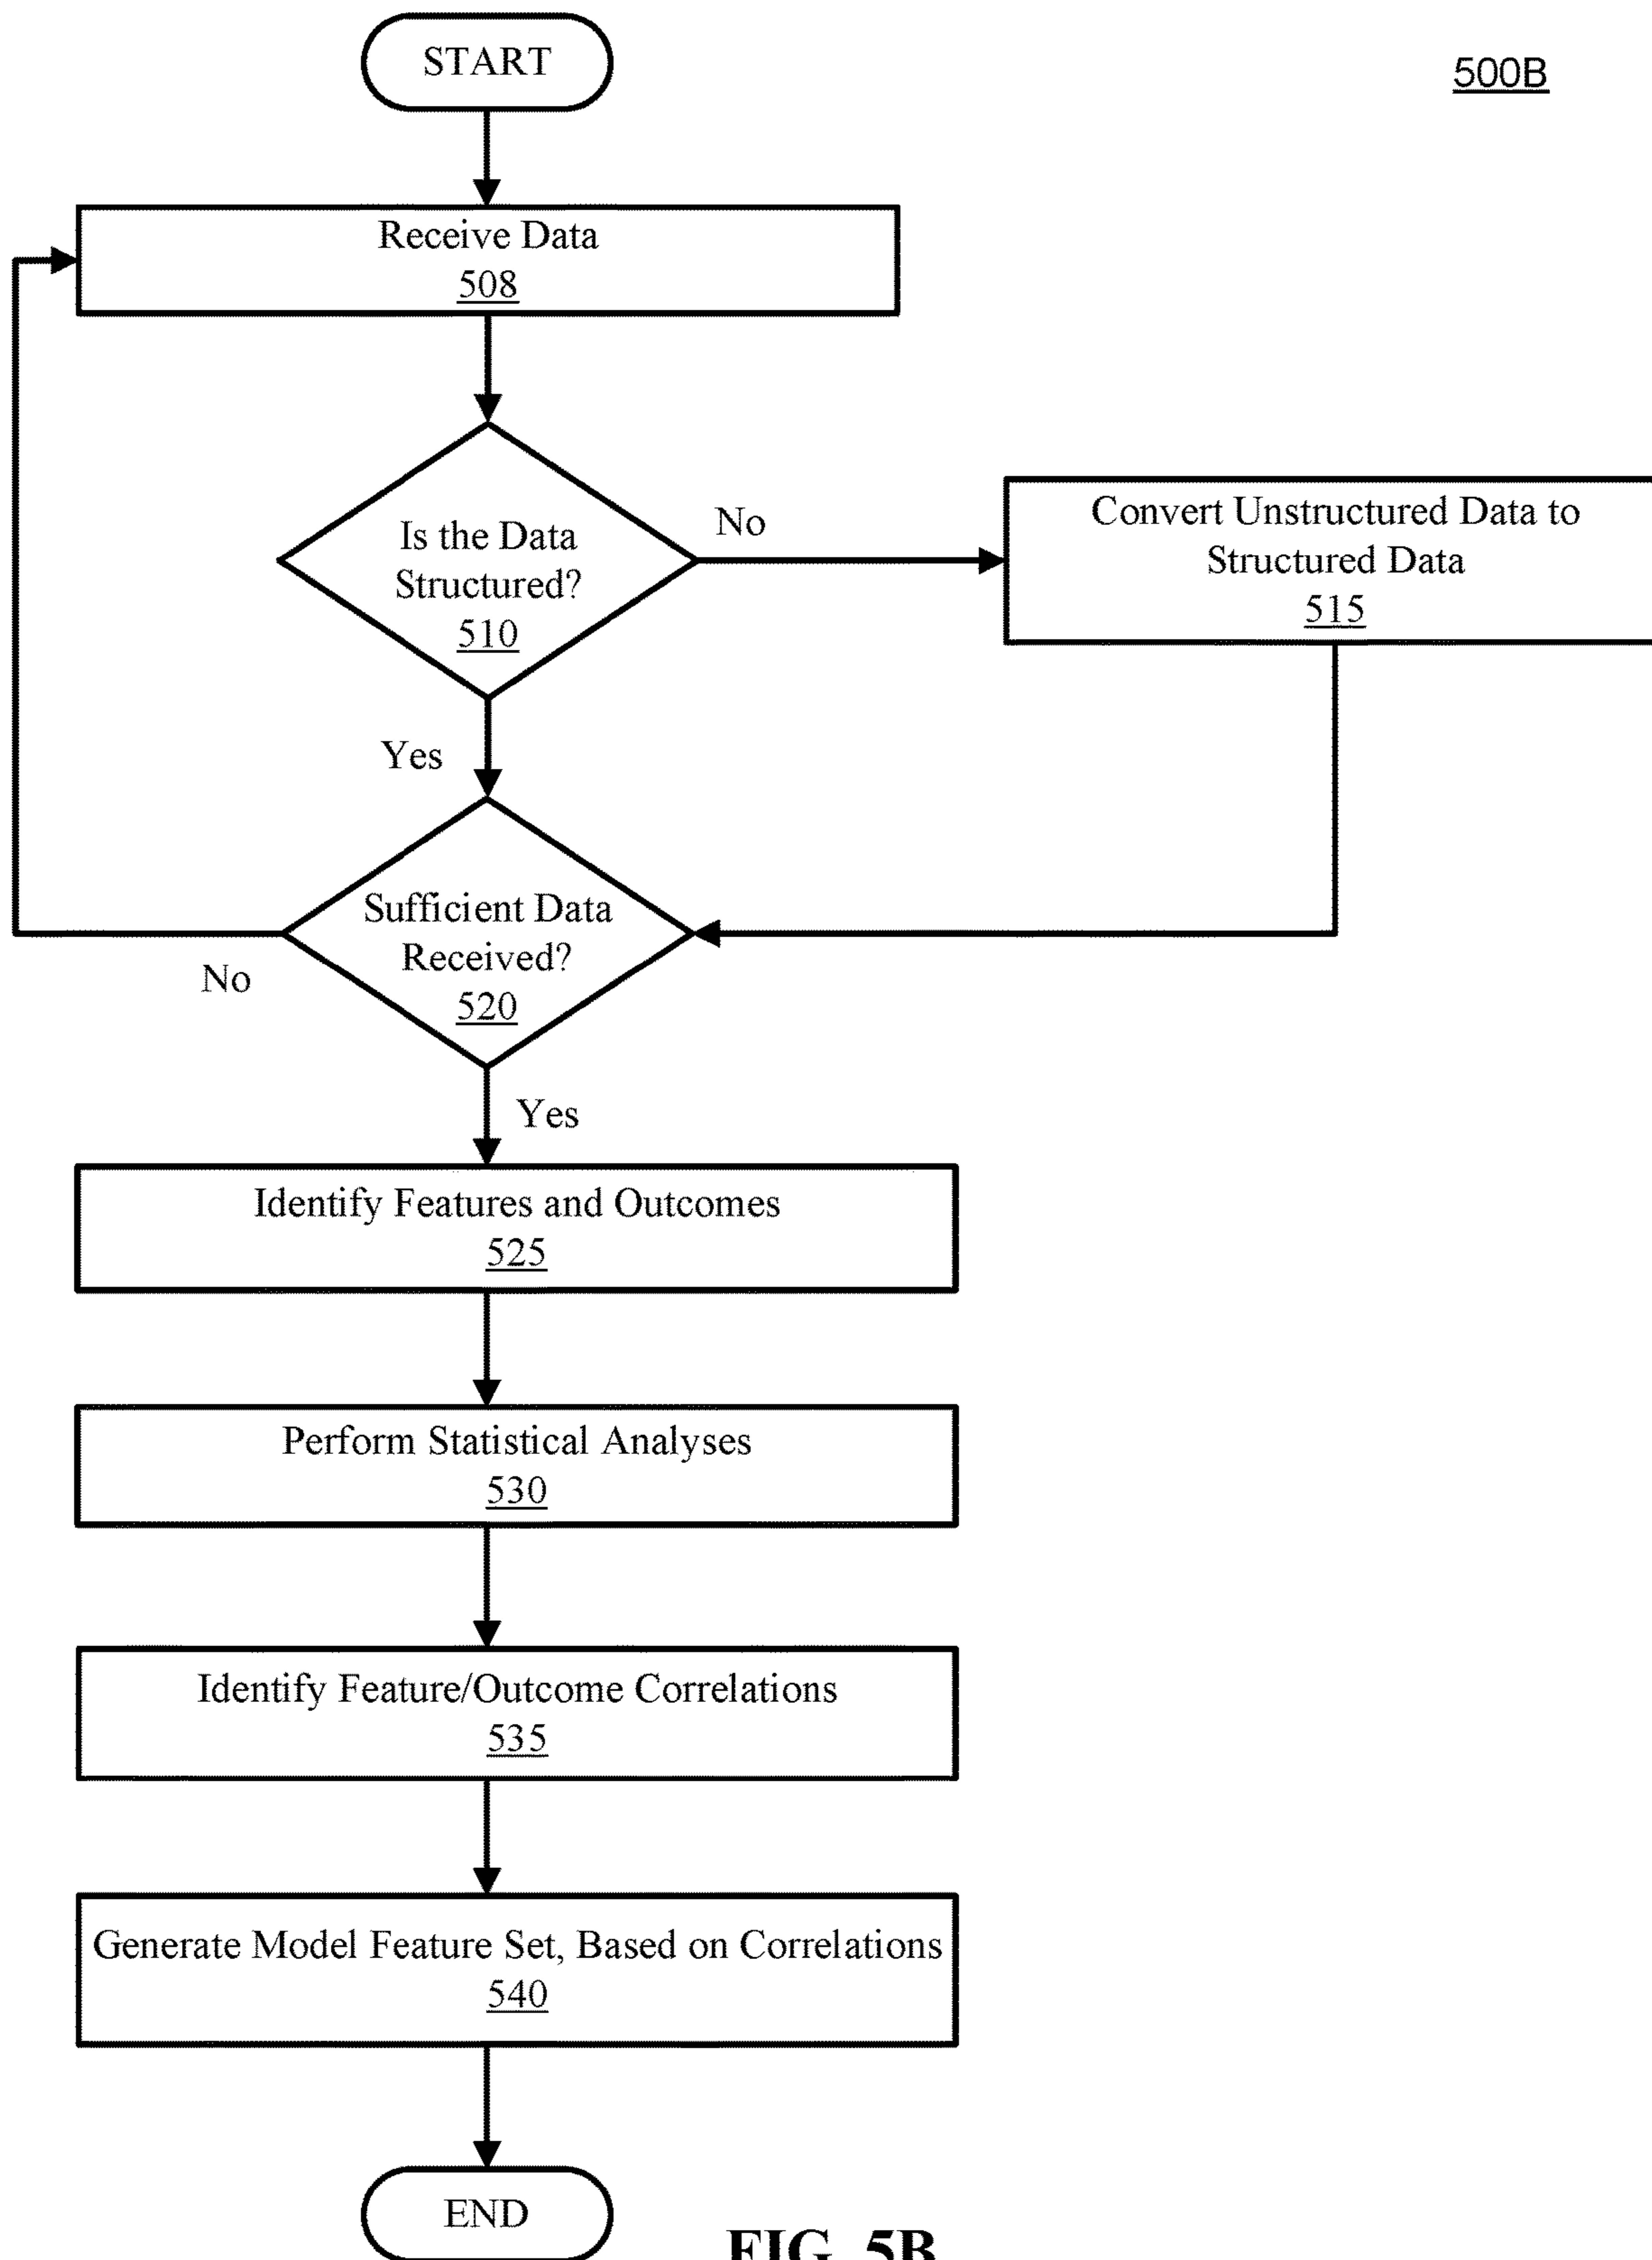 START
500B
Receive Data
508
Is the Data
Structured?
510
No
Convert Unstructured Data to
Structured Data
515
Yes
Sufficient Data
Received?
520
No
Yes
Identify Features and Outcomes
525
Perform Statistical Analyses
530
Identify Feature/Outcome Correlations
535
Generate Model Feature Set, Based on Correlations
540
END
FIG. 5B